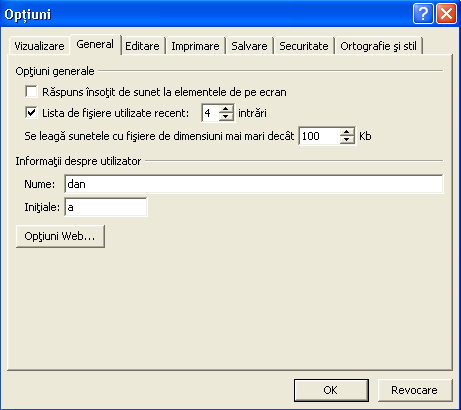 Opţiuni
Vizualizare General Editare Imprimare Salvare Securitate Ortografie şi stil
Opţiuni generale
Răspuns însoţit de sunet la elementele de pe ecran
Lista de fişiere utilizate recent: 4 intrări
Se leagă sunetele cu fişiere de dimensiuni mai mari decât 100 Kb
Informaţii despre utilizator
Nume: dan
Iniţiale: a
Opţiuni Web...
OK Revocare